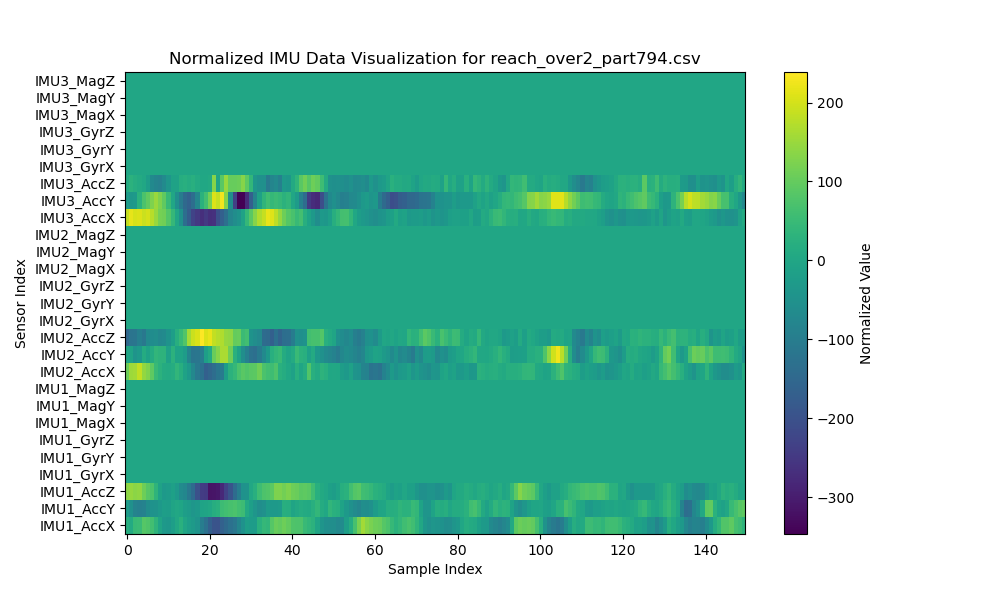 Normalized IMU Data Visualization for reach_over2_part794.csv
IMU3_MagZ
IMU3_MagY
IMU3_MagX
IMU3_GyrZ
IMU3_GyrY
IMU3_GyrX
IMU3_AccZ
IMU3_AccY
IMU3_AccX
IMU2_MagZ
IMU2_MagY
IMU2_MagX
IMU2_GyrZ
IMU2_GyrY
IMU2_GyrX
IMU2_AccZ
IMU2_AccY
IMU2_AccX
IMU1_MagZ
IMU1_MagY
IMU1_MagX
IMU1_GyrZ
IMU1_GyrY
IMU1_GyrX
IMU1_AccZ
IMU1_AccY
IMU1_AccX
Sensor Index
0 20 40 60 80 100 120 140
Sample Index
200
100
0
−100
−200
−300
Normalized Value